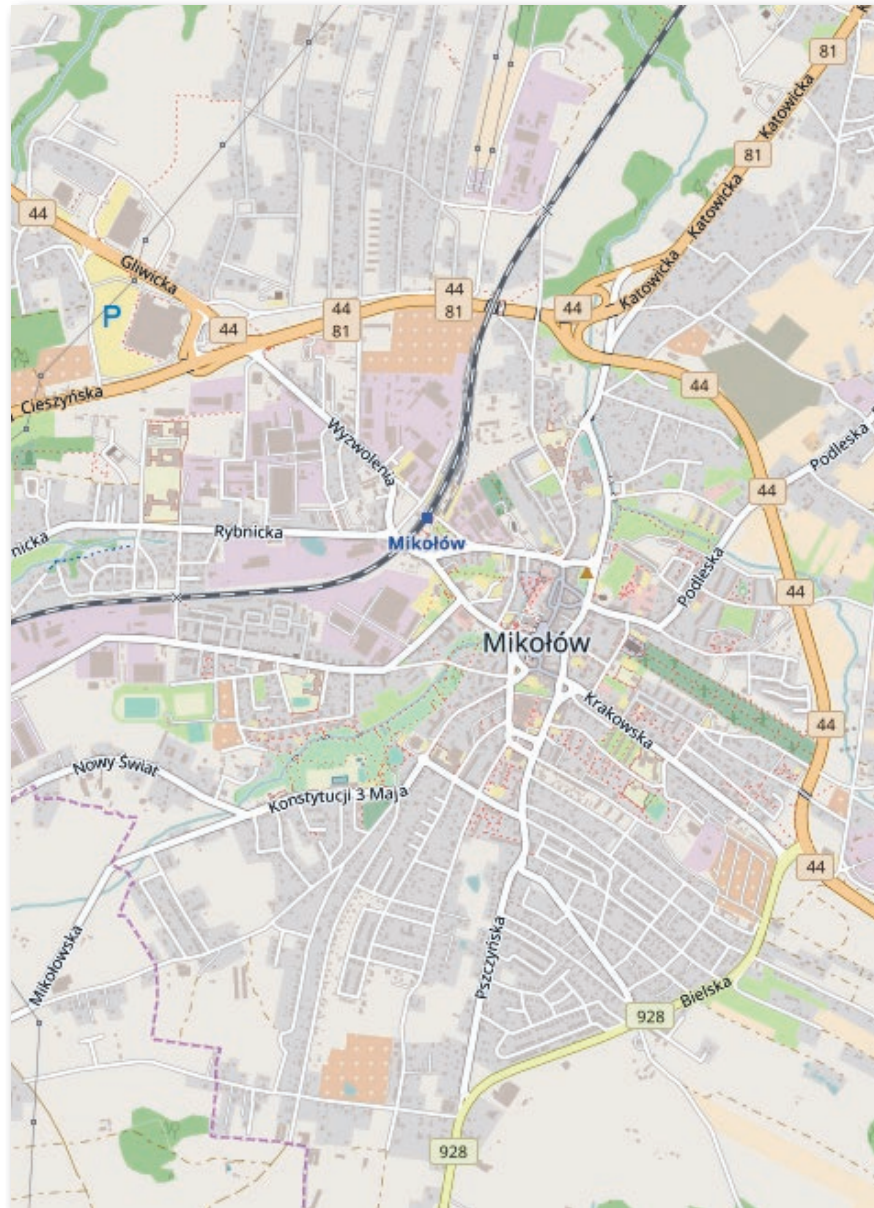 81
Katowicka
81
Katowicka
44
Gliwicka
Katowicka
44
81
44
81
44
P
44
44
Cieszyńska
Wyzwolenia
Podleska
44
Rybnicka
nicka
Mikołów
Podleska
44
Mikołów
Krakowska
44
Nowy Świat
Konstytucji 3 Maja
44
Mikołowska
Pszczyńska
Bielska
928
928